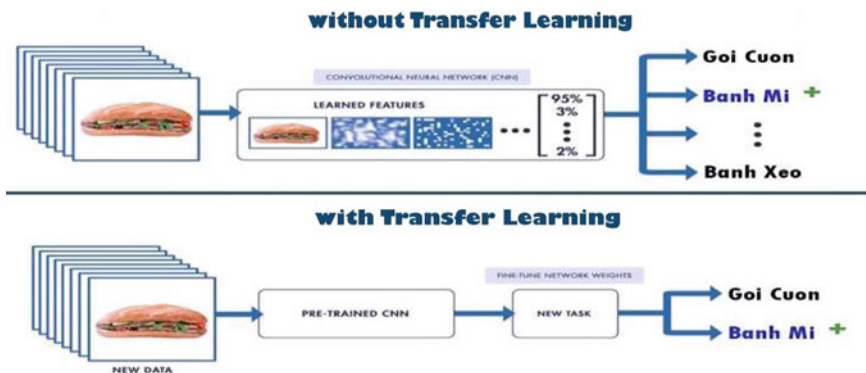 without Transfer Learning
CONVOLUTIONAL NEURAL NETWORK (CNN)
LEARNED FEATURES
95%
3%
2%
Goi Cuon
Banh Mi +
Banh Xeo
with Transfer Learning
NEW DATA
PRE-TRAINED CNN
FINE-TUNE NETWORK WEIGHTS
NEW TASK
Goi Cuon
Banh Mi +